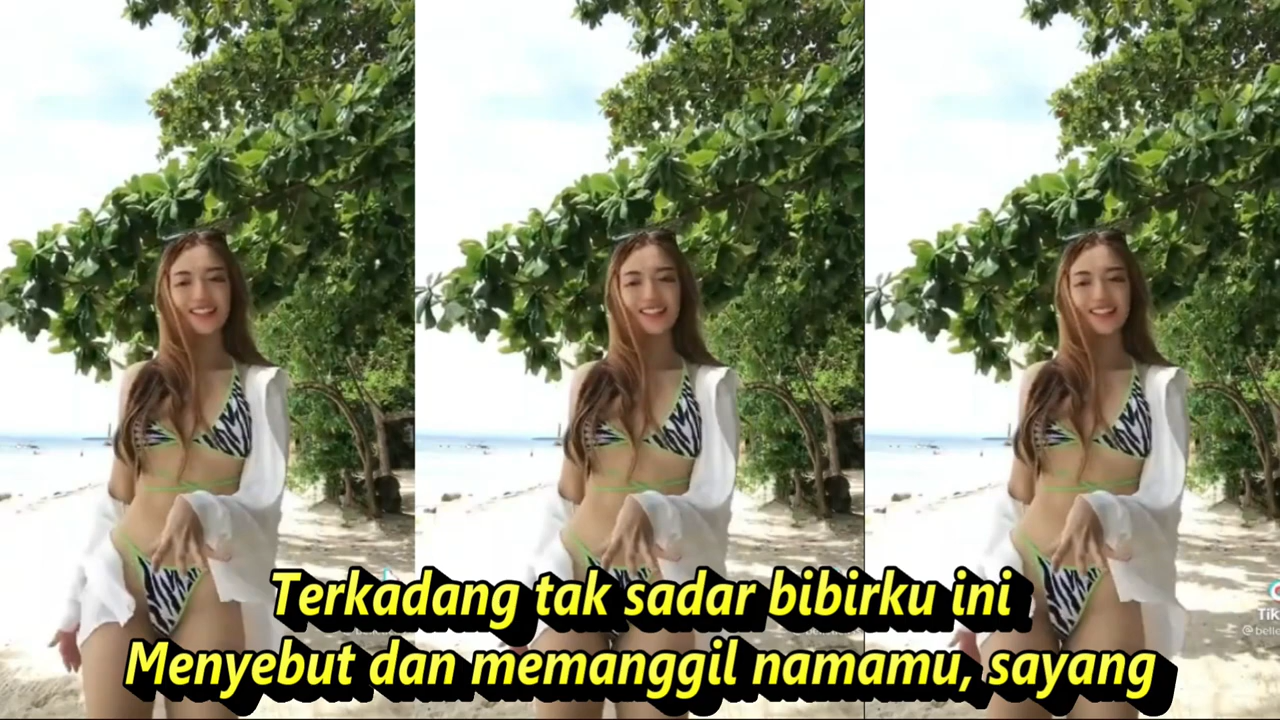 Terkadang tak sadar bibirku ini
Menyebut dan memanggil namamu, sayang